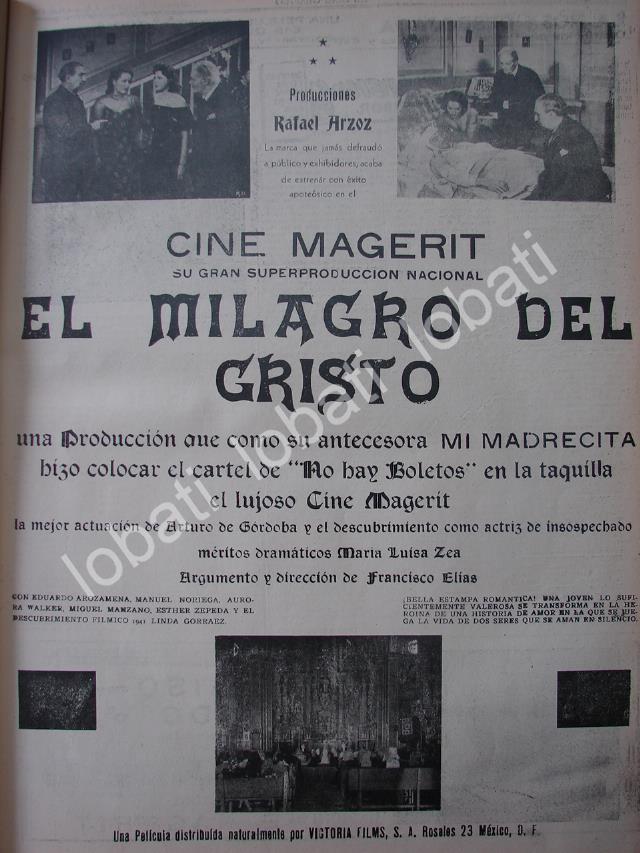 Producciones
Rafael Arzoz
La marca que jamás defraudó
a público y exhibidores, acaba
de estrenar con éxito
apoteósico en el
CINE MAGERIT
SU GRAN SUPERPRODUCCION NACIONAL
EL MILAGRO DEL
CRISTO
una Producción que como su antecesora MI MADRECITA
hizo colocar el cartel de "No hay Boletos" en la taquilla
el lujoso Cine Magerit
la mejor actuación de Arturo de Górdoba y el descubrimiento como actriz de insospechado
méritos dramáticos María Luisa Zea
Argumento y dirección de Francisco Elías
CON EDUARDO AROZAMENA, MANUEL NORIEGA, AURO-
RA WALKER, MIGUEL MANZANO, ESTHER ZEPEDA Y EL
DESCUBRIMIENTO FILMICO 1941 LINDA GORRAEZ.
¡BELLA ESTAMPA ROMANTICA! UNA JOVEN LO SUFI-
CIENTEMENTE VALEROSA SE TRANSFORMA EN LA HE-
ROINA DE UNA HISTORIA DE AMOR EN LA QUE SE JUE-
GA LA VIDA DE DOS SERES QUE SE AMAN EN SILENCIO.
Una Película distribuída naturalmente por VICTORIA FILMS, S. A. Rosales 23 México, D. F.
lobati lobati lobati lobati